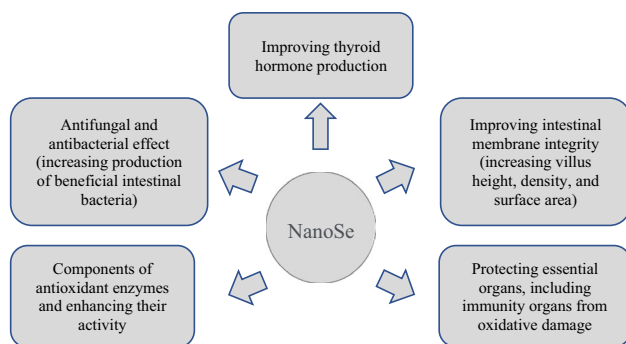 Improving thyroid
hormone production
Antifungal and
antibacterial effect
(increasing production
of beneficial intestinal
bacteria)
Improving intestinal
membrane integrity
(increasing villus
height, density, and
surface area)
NanoSe
Components of
antioxidant enzymes
and enhancing their
activity
Protecting essential
organs, including
immunity organs from
oxidative damage